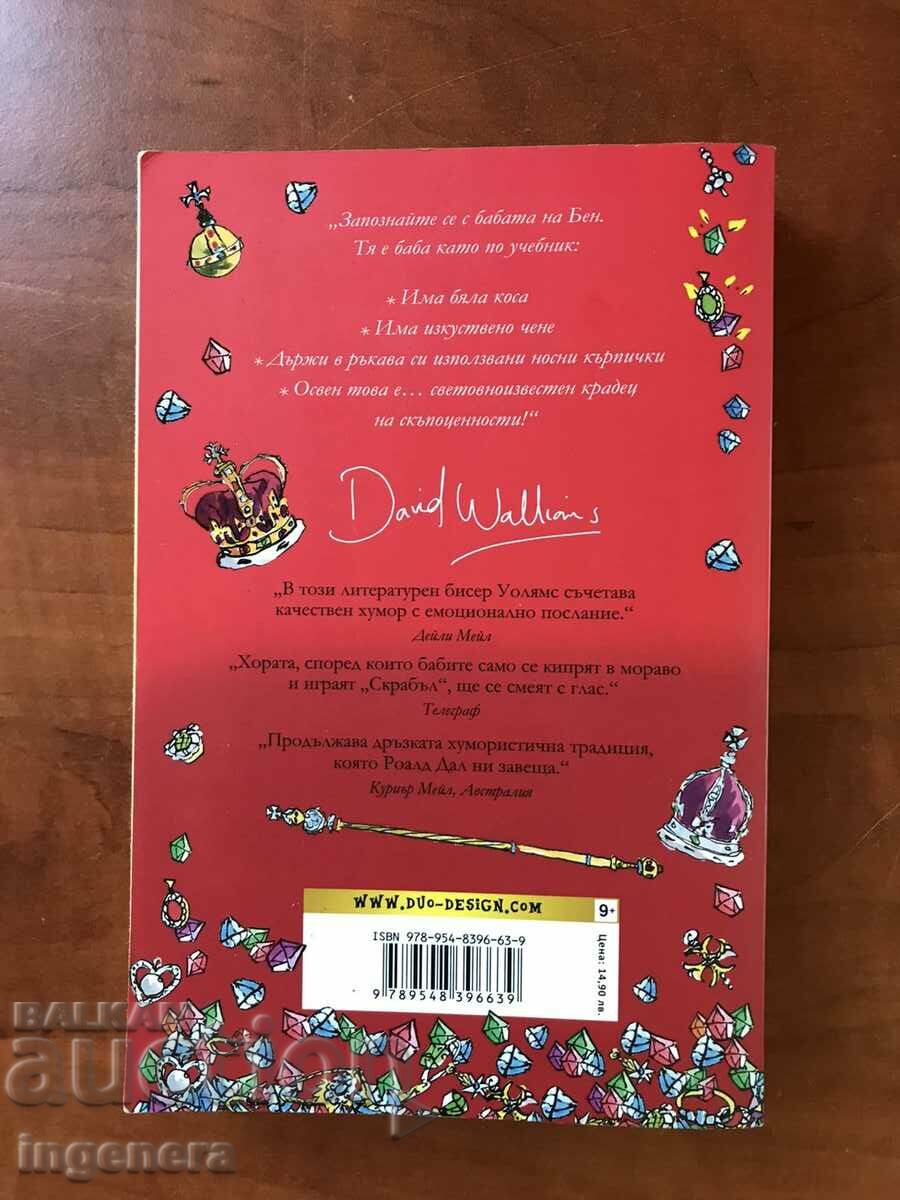 „Запознайте се с бабата на Бен.
Тя е баба като по учебник:
* Има бяла коса
* Има изкуствено чене
* Държи в ръкава си използвани носни кърпички
* Освен това е... световноизвестен крадец
на скъпоценности!“
David Walliams
„В този литературен бисер Уолямс съчетава
качествен хумор с емоционално послание.“
Дейли Мейл
„Хората, според които бабите само се кипрят в мораво
и играят „Скрабъл“, ще се смеят с глас.“
Телеграф
„Продължава дръзката хумористична традиция,
която Роалд Дал ни завеща.“
Куриър Мейл, Австралия
WWW.DUO-DESIGN.COM
9+
ISBN 978-954-8396-63-9
9 789548 396639
Цена: 14,90 лв.
BALKAN
auction
ingenera